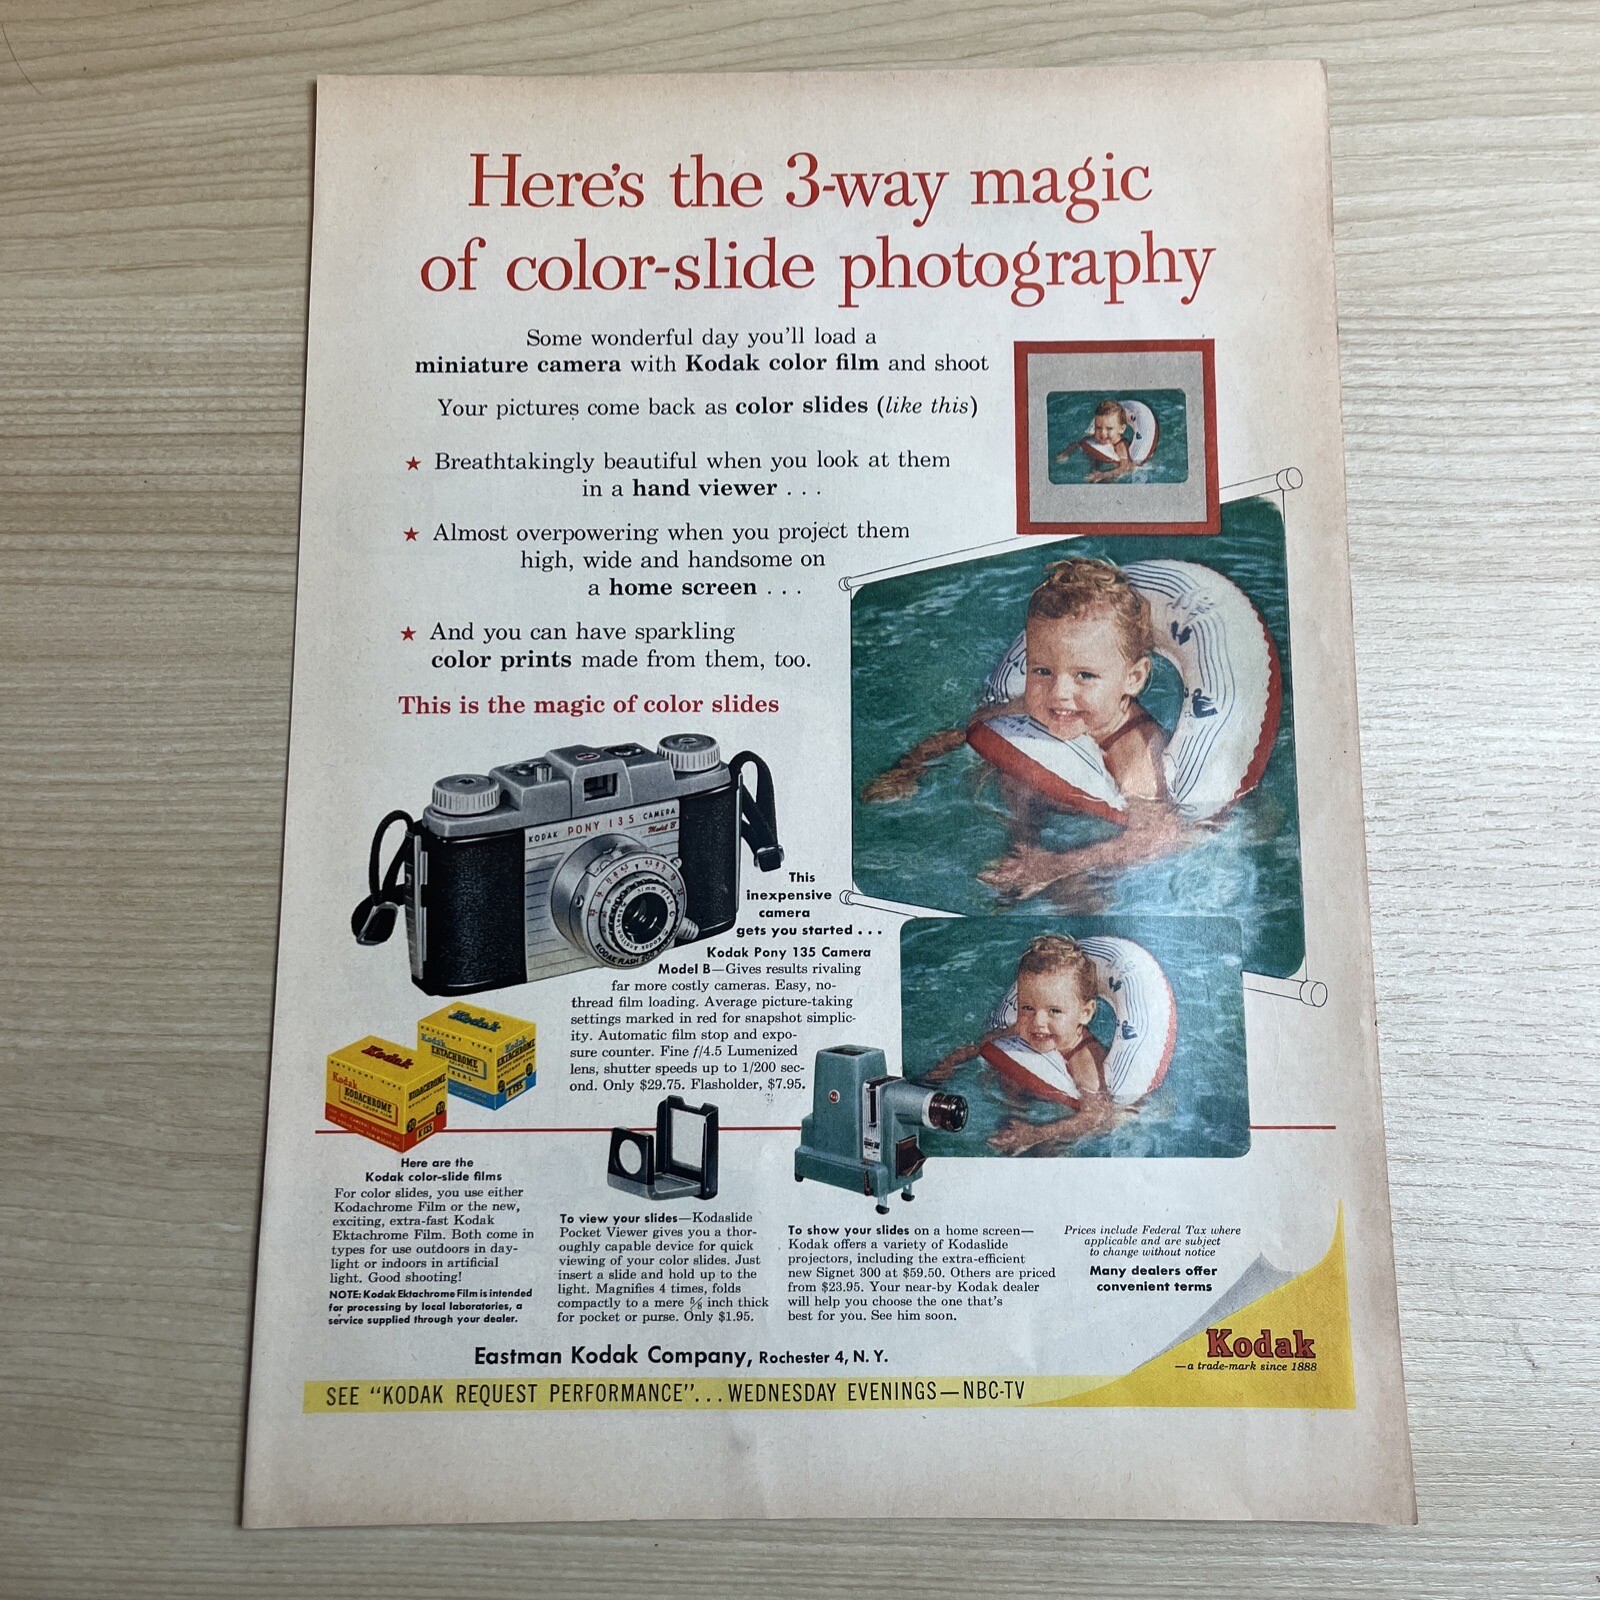 Here's the 3-way magic
of color-slide photography
Some wonderful day you'll load a
miniature camera with Kodak color film and shoot
Your pictures come back as color slides (like this)
★ Breathtakingly beautiful when you look at them
in a hand viewer . . .
★ Almost overpowering when you project them
high, wide and handsome on
a home screen . . .
★ And you can have sparkling
color prints made from them, too.
This is the magic of color slides
KODAK PONY 135 CAMERA
Model B
This
inexpensive
camera
gets you started . . .
Kodak Pony 135 Camera
Model B—Gives results rivaling
far more costly cameras. Easy, no-
thread film loading. Average picture-taking
settings marked in red for snapshot simplic-
ity. Automatic film stop and expo-
sure counter. Fine f/4.5 Lumenized
lens, shutter speeds up to 1/200 sec-
ond. Only $29.75. Flasholder, $7.95.
Kodak
Kodak
EKTACHROME
Kodak
Kodak
KODACHROME
Here are the
Kodak color-slide films
For color slides, you use either
Kodachrome Film or the new,
exciting, extra-fast Kodak
Ektachrome Film. Both come in
types for use outdoors in day-
light or indoors in artificial
light. Good shooting!
NOTE: Kodak Ektachrome Film is intended
for processing by local laboratories, a
service supplied through your dealer.
To view your slides—Kodaslide
Pocket Viewer gives you a thor-
oughly capable device for quick
viewing of your color slides. Just
insert a slide and hold up to the
light. Magnifies 4 times, folds
compactly to a mere 5/8 inch thick
for pocket or purse. Only $1.95.
To show your slides on a home screen—
Kodak offers a variety of Kodaslide
projectors, including the extra-efficient
new Signet 300 at $59.50. Others are priced
from $23.95. Your near-by Kodak dealer
will help you choose the one that's
best for you. See him soon.
Prices include Federal Tax where
applicable and are subject
to change without notice
Many dealers offer
convenient terms
Eastman Kodak Company, Rochester 4, N. Y.
Kodak
—a trade-mark since 1888
SEE "KODAK REQUEST PERFORMANCE"... WEDNESDAY EVENINGS—NBC-TV